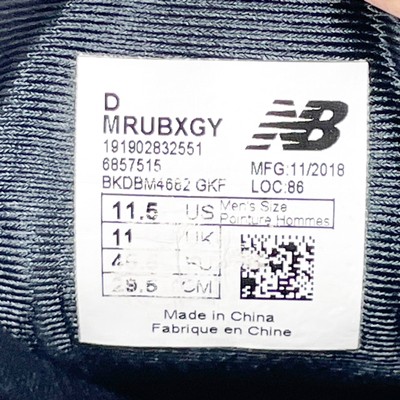 D
MRUBXGY
191902832551
6857515 MFG:11/2018
BKDBM4662 GKF LOC:86
11.5 US Men's Size
Pointure Hommes
11 UK
29.5 CM
Made in China
Fabrique en Chine
NB